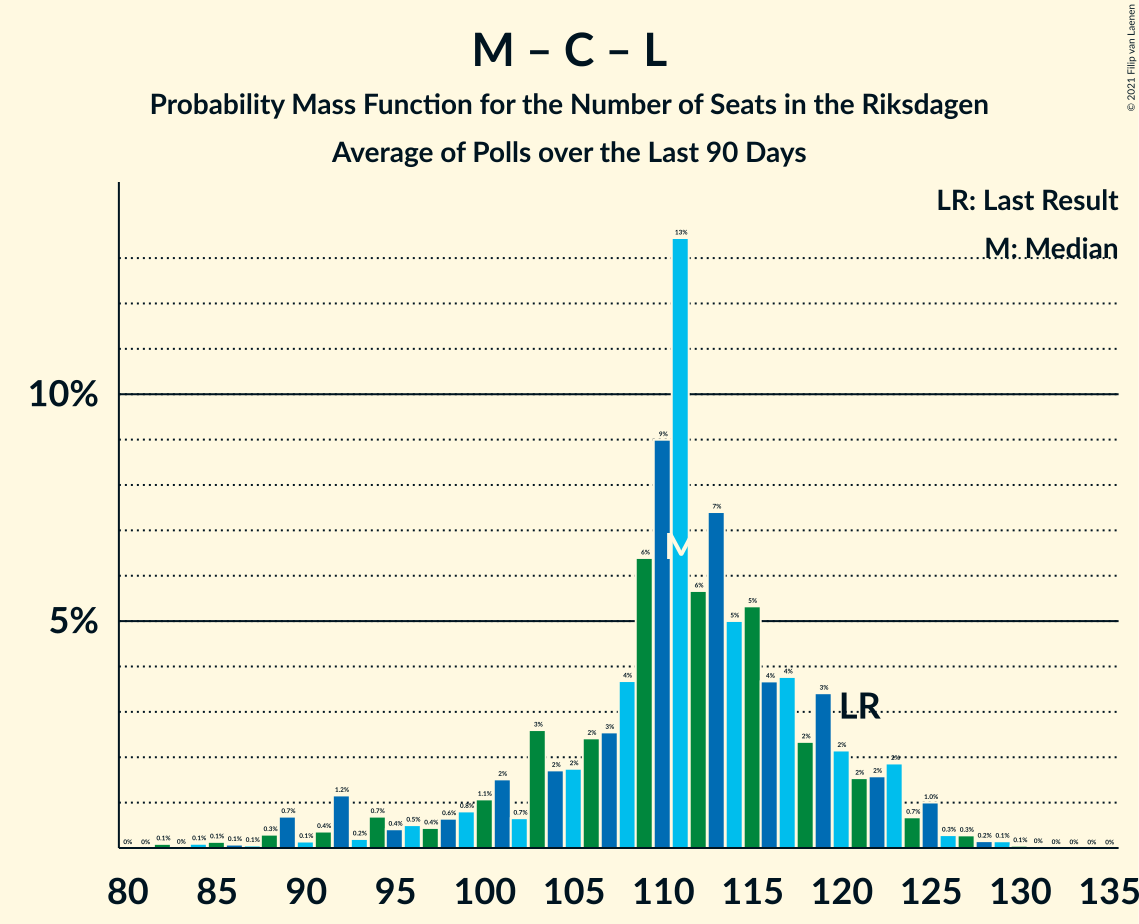 © 2021 Filip van Laenen
M – C – L
Probability Mass Function for the Number of Seats in the Riksdagen
Average of Polls over the Last 90 Days
LR: Last Result
M: Median
10%
5%
0% 0% 0.1% 0% 0.1% 0.1% 0.1% 0.1% 0.3% 0.7% 0.1% 0.4% 1.2% 0.2% 0.7% 0.4% 0.5% 0.4% 0.6% 0.8% 1.1% 2% 0.7% 3% 2% 2% 2% 3% 4% 6% 9% 13% 6% 7% 5% 5% 4% 4% 2% 3% 2% 2% 2% 2% 0.7% 1.0% 0.3% 0.3% 0.2% 0.1% 0.1% 0% 0% 0% 0% 0%
M
LR
80 85 90 95 100 105 110 115 120 125 130 135